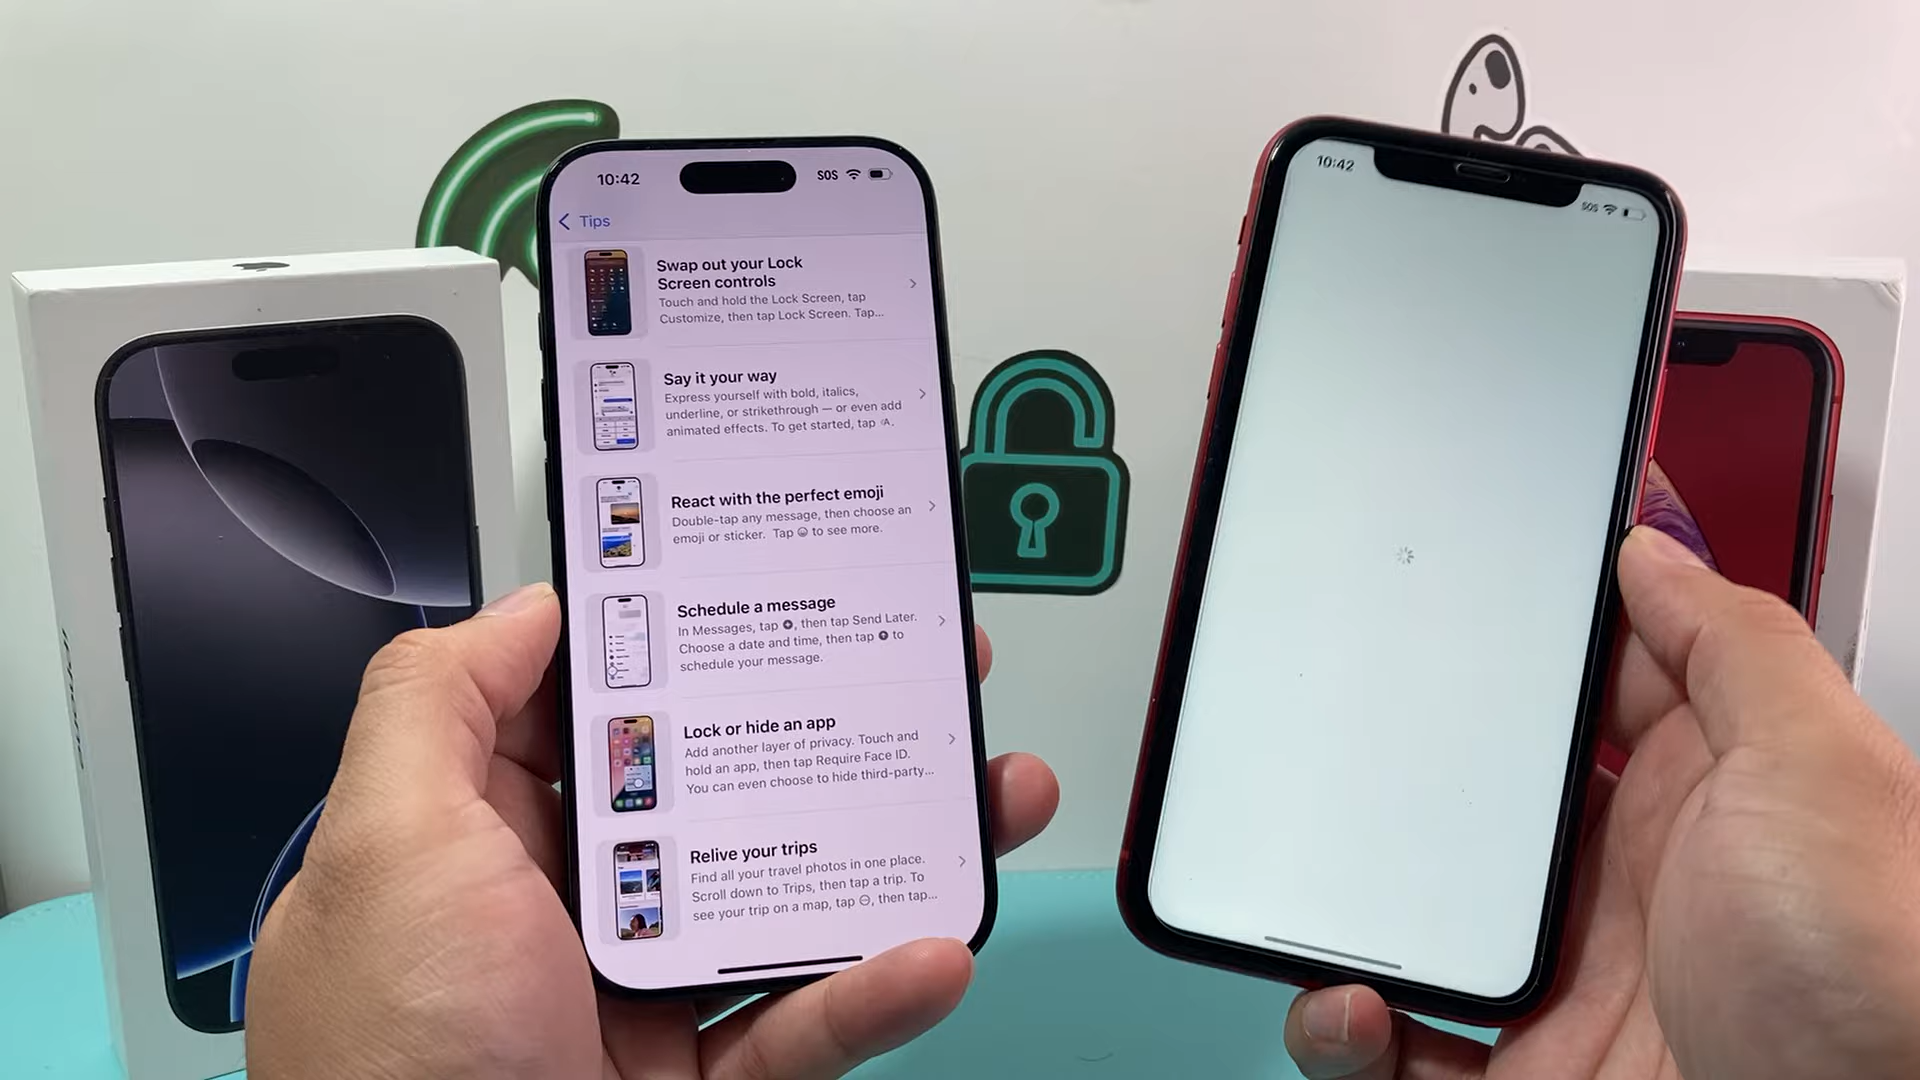 10:42
SOS
Tips
Swap out your Lock
Screen controls
Touch and hold the Lock Screen, tap
Customize, then tap Lock Screen. Tap...
Say it your way
Express yourself with bold, italics,
underline, or strikethrough — or even add
animated effects. To get started, tap A.
React with the perfect emoji
Double-tap any message, then choose an
emoji or sticker. Tap to see more.
Schedule a message
In Messages, tap , then tap Send Later.
Choose a date and time, then tap to
schedule your message.
Lock or hide an app
Add another layer of privacy. Touch and
hold an app, then tap Require Face ID.
You can even choose to hide third-party...
Relive your trips
Find all your travel photos in one place.
Scroll down to Trips, then tap a trip. To
see your trip on a map, tap , then tap...
10:42
SOS